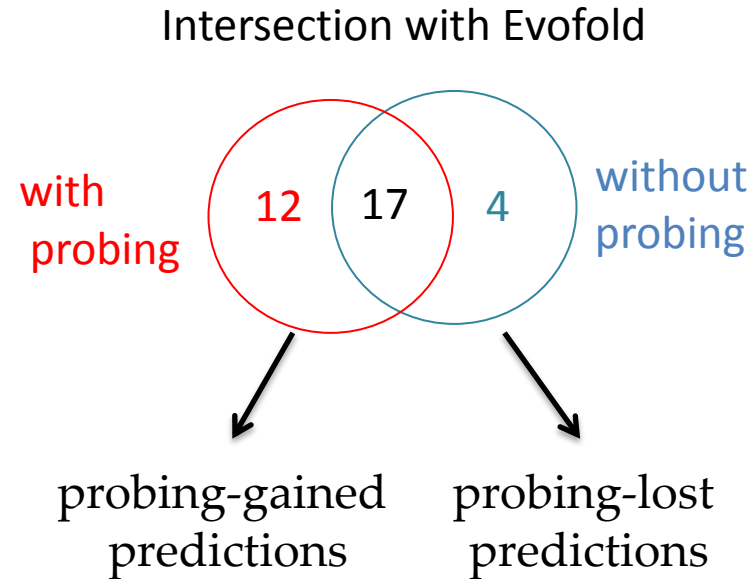 Intersection with Evofold
with
probing
12
17
4
without
probing
probing-gained
predictions
probing-lost
predictions